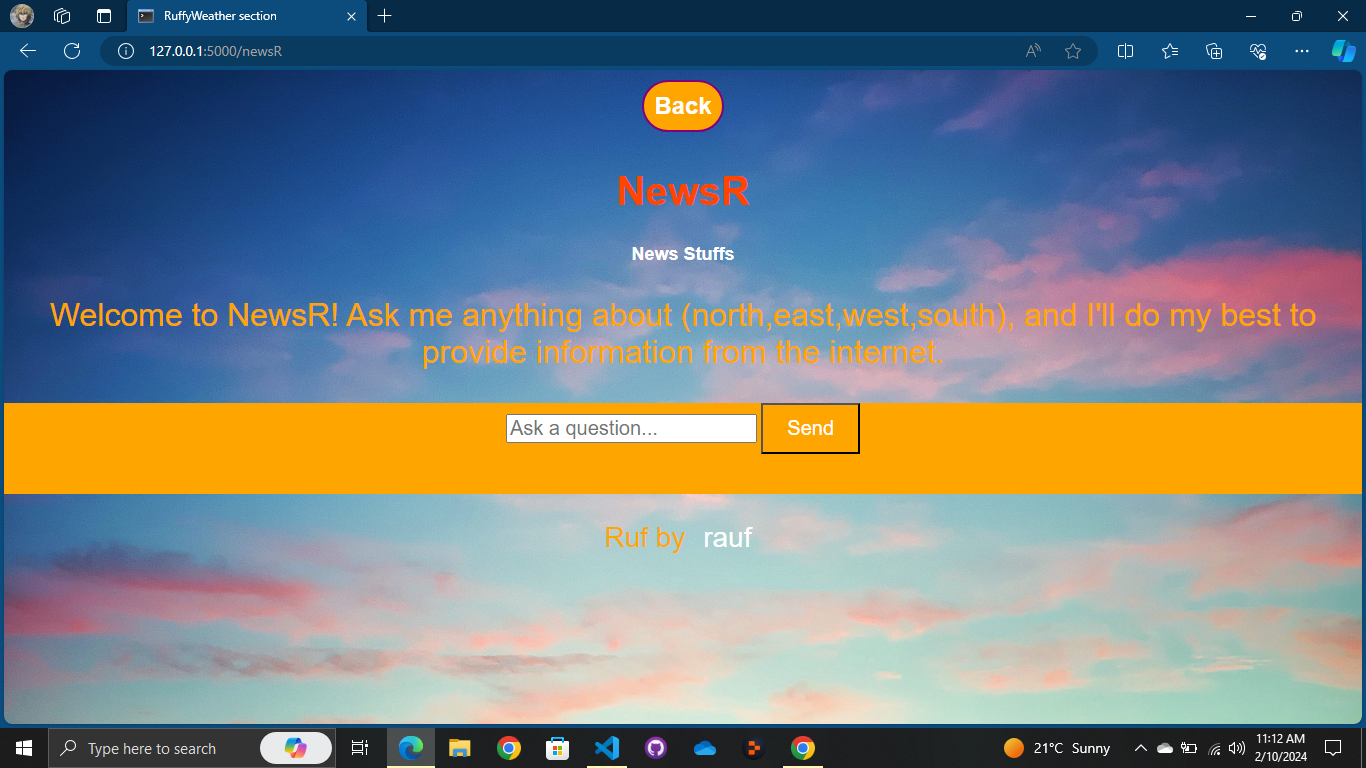 RuffyWeather section
127.0.0.1:5000/newsR
Back
NewsR
News Stuffs
Welcome to NewsR! Ask me anything about (north,east,west,south), and I'll do my best to
provide information from the internet.
Ask a question...
Send
Ruf by rauf
Type here to search
21°C Sunny
11:12 AM
2/10/2024